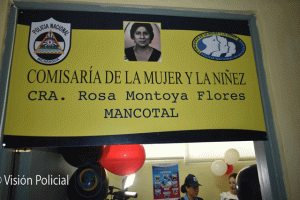 POLICIA NACIONAL
COMISARÍA DE LA MUJER Y LA NIÑEZ
CRA. Rosa Montoya Flores
MANCOTAL
© Visión Policial